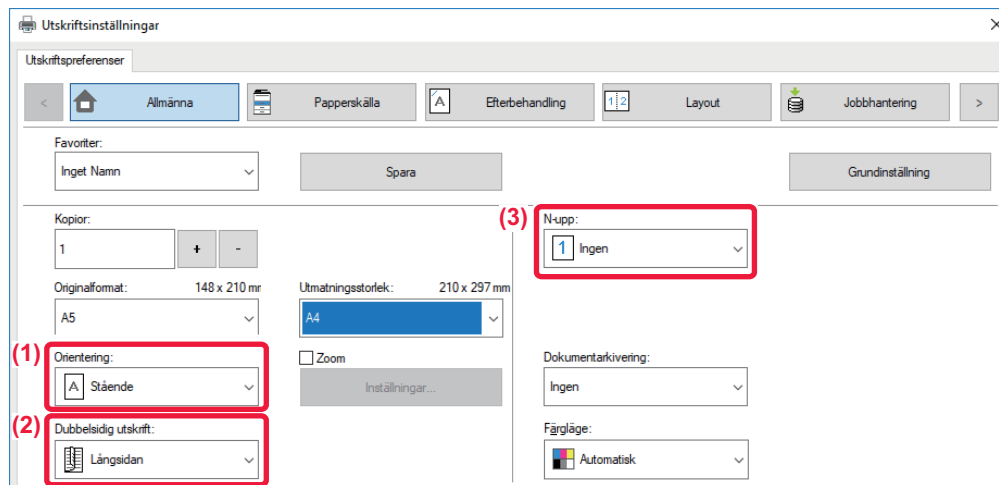 Utskriftsinställningar
Utskriftspreferenser
< Allmänna Papperskälla A Efterbehandling 1 2 Layout Jobbhantering >
Favoriter:
Inget Namn Spara Grundinställning
Kopior: (3) N-upp:
1 + - 1 Ingen
Originalformat: 148 x 210 mm Utmatningsstorlek: 210 x 297 mm
A5 A4
(1) Orientering: Zoom Dokumentarkivering:
A Stående Inställningar... Ingen
(2) Dubbelsidig utskrift: Färgläge:
Långsidan Automatisk